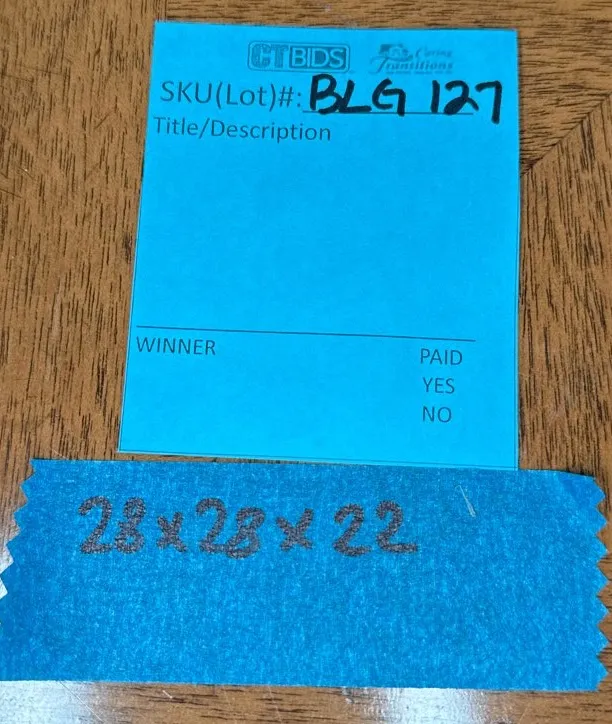 CTBIDS Caring Transitions
SKU(Lot)#: BLG 127
Title/Description
WINNER PAID
YES
NO
28x28x22